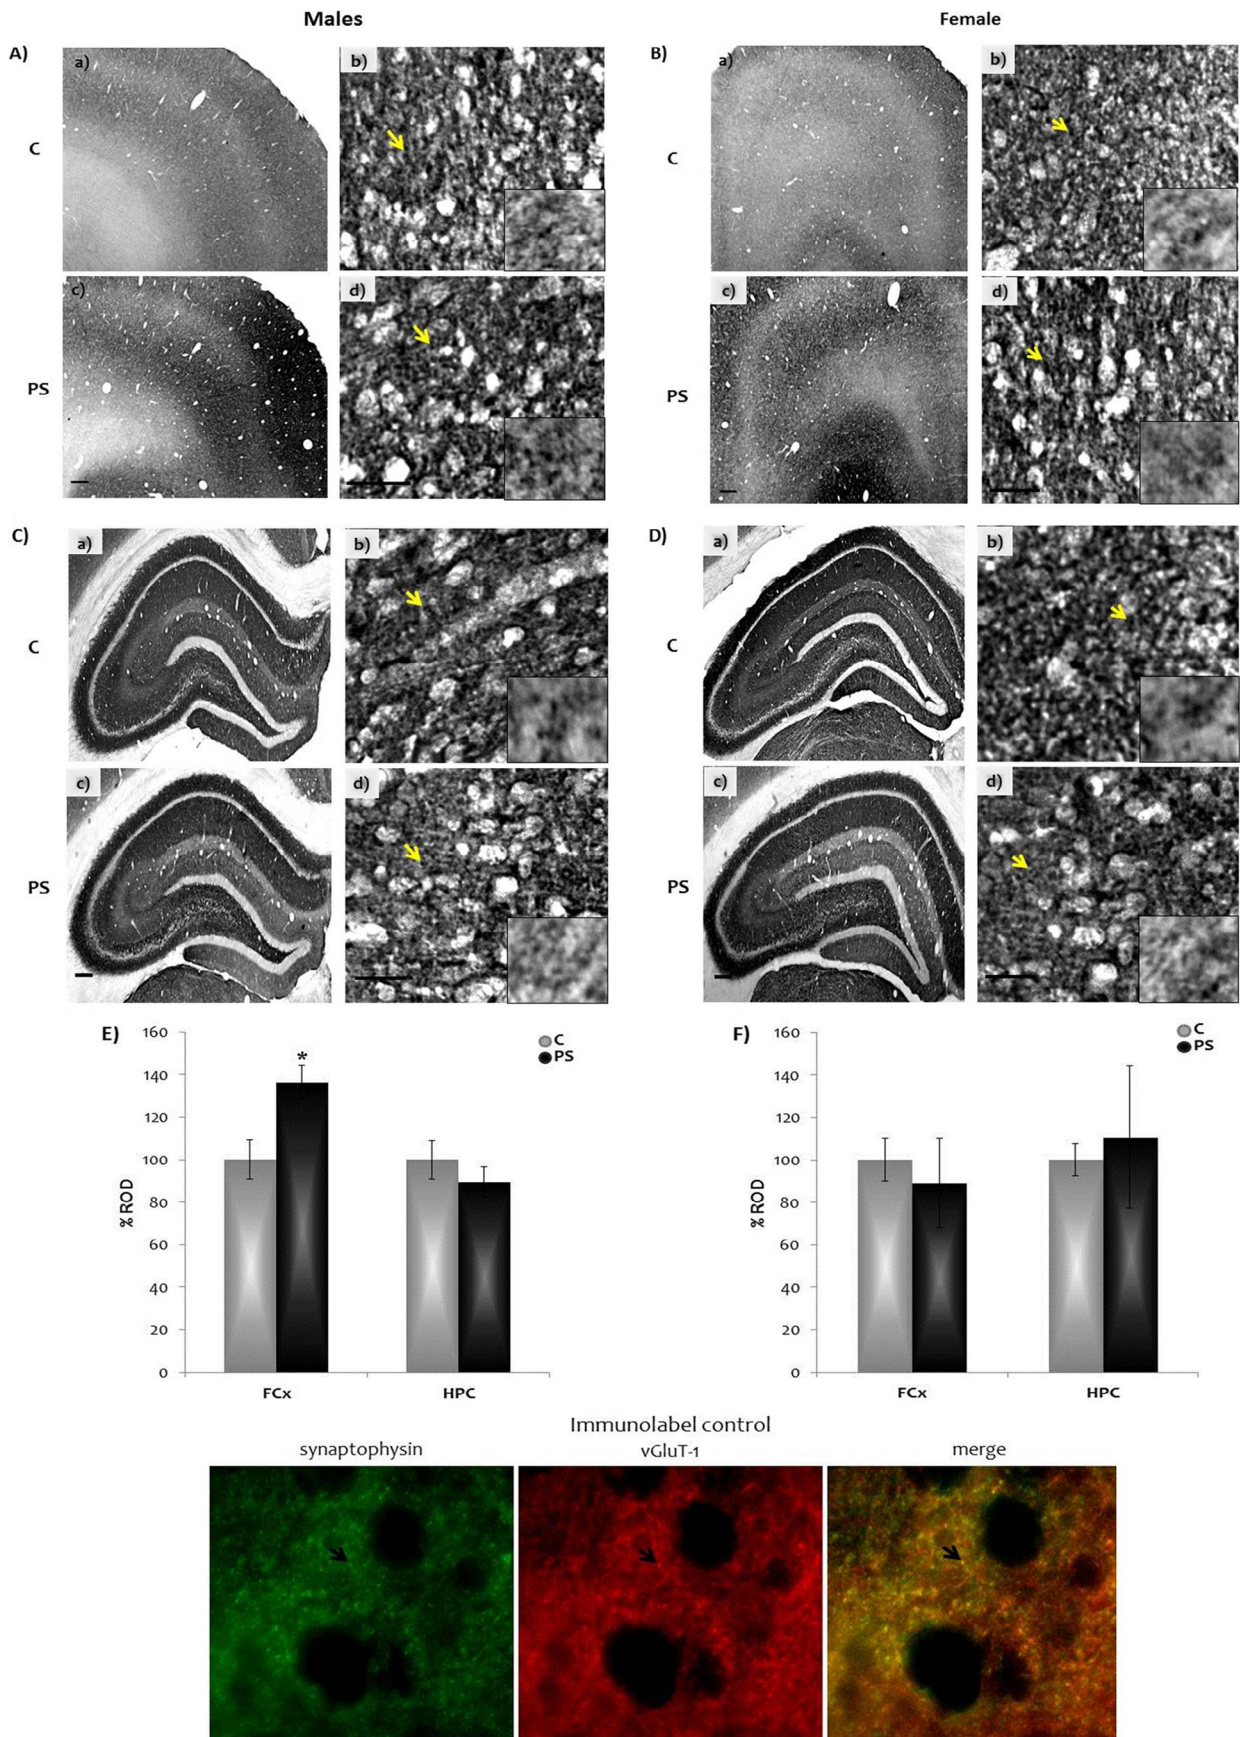 Males
Female
A)
a)
b)
C
c)
d)
PS
B)
a)
b)
C
c)
d)
PS
C)
a)
b)
C
c)
d)
PS
D)
a)
b)
C
c)
d)
PS
E)
160
140
120
100
80
60
40
20
0
% ROD
*
C
PS
FCx
HPC
F)
160
140
120
100
80
60
40
20
0
% ROD
C
PS
FCx
HPC
Immunolabel control
synaptophysin
vGluT-1
merge